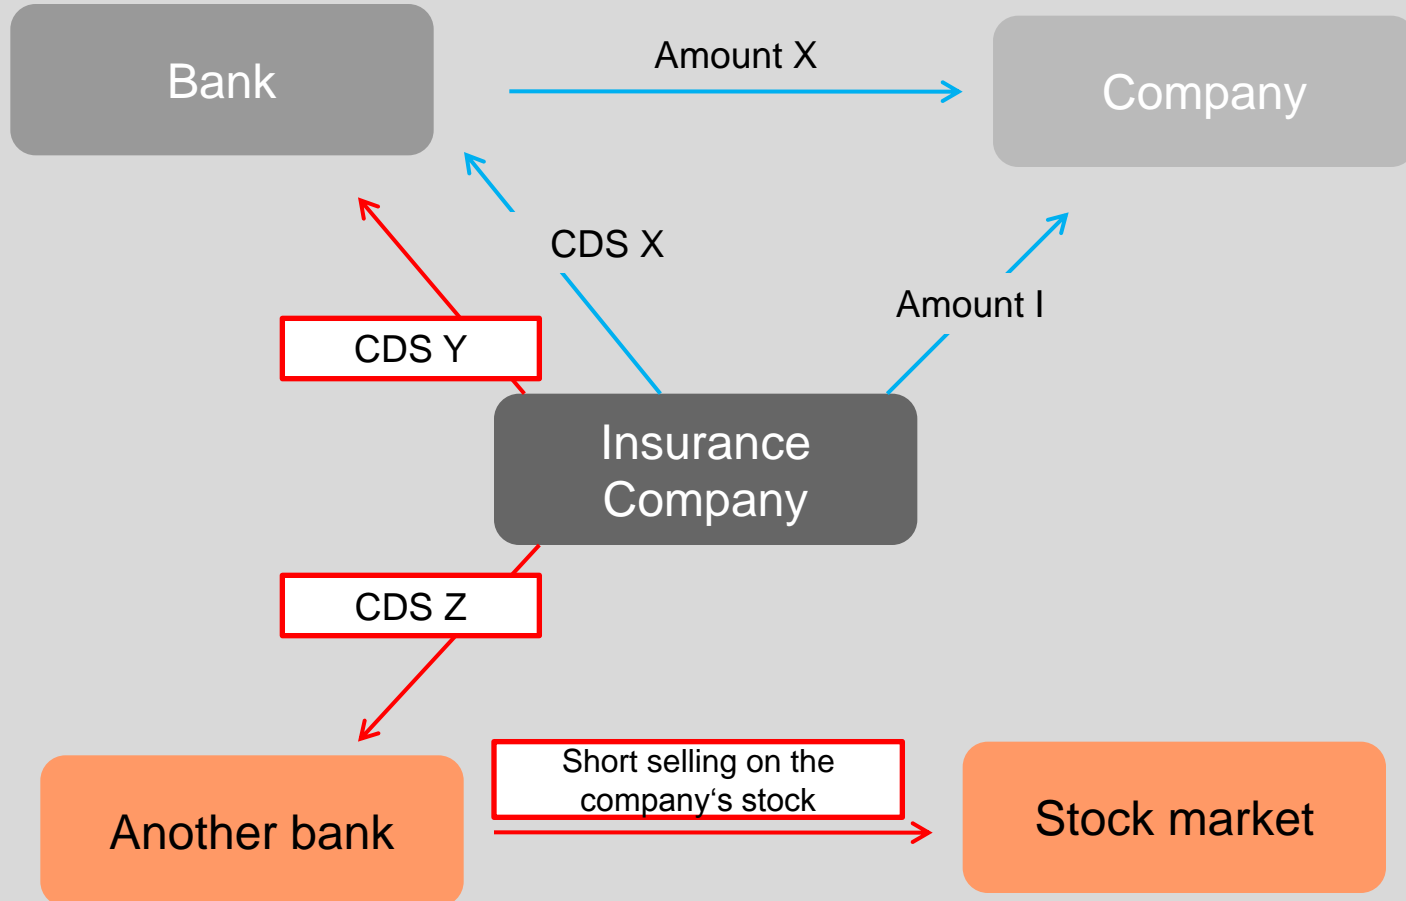 Bank
Amount X
Company
CDS X
Amount I
CDS Y
Insurance
Company
CDS Z
Short selling on the
company‘s stock
Another bank
Stock market